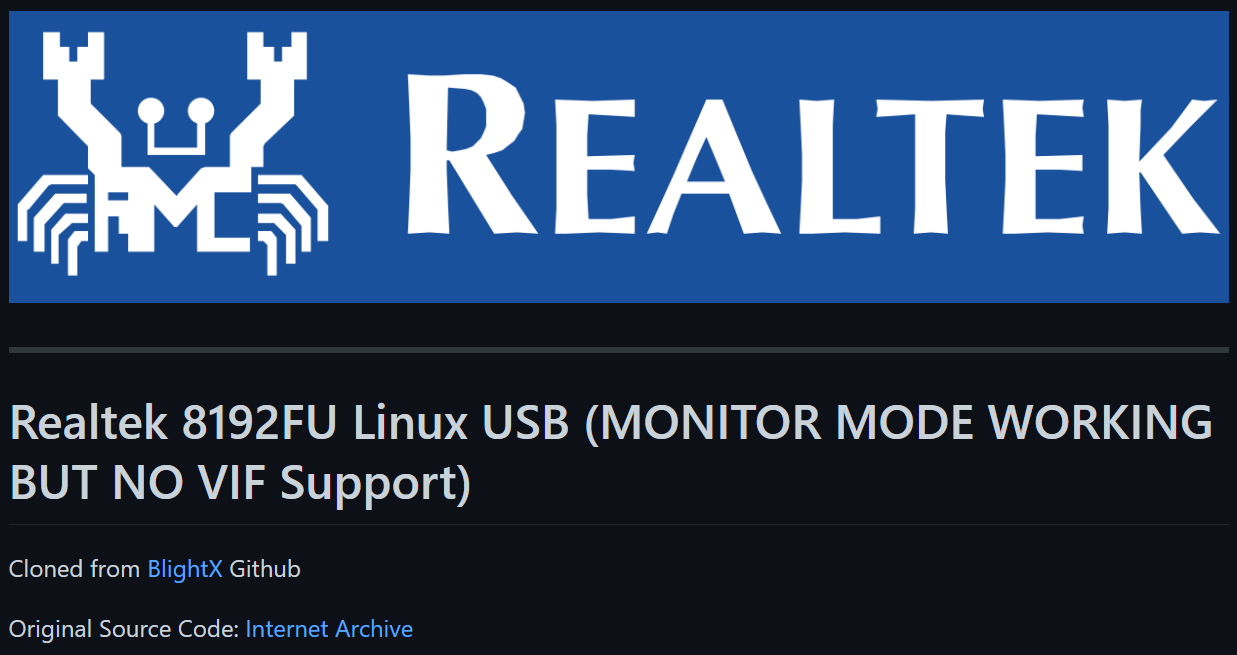 REALTEK
Realtek 8192FU Linux USB (MONITOR MODE WORKING
BUT NO VIF Support)
Cloned from BlightX Github
Original Source Code: Internet Archive